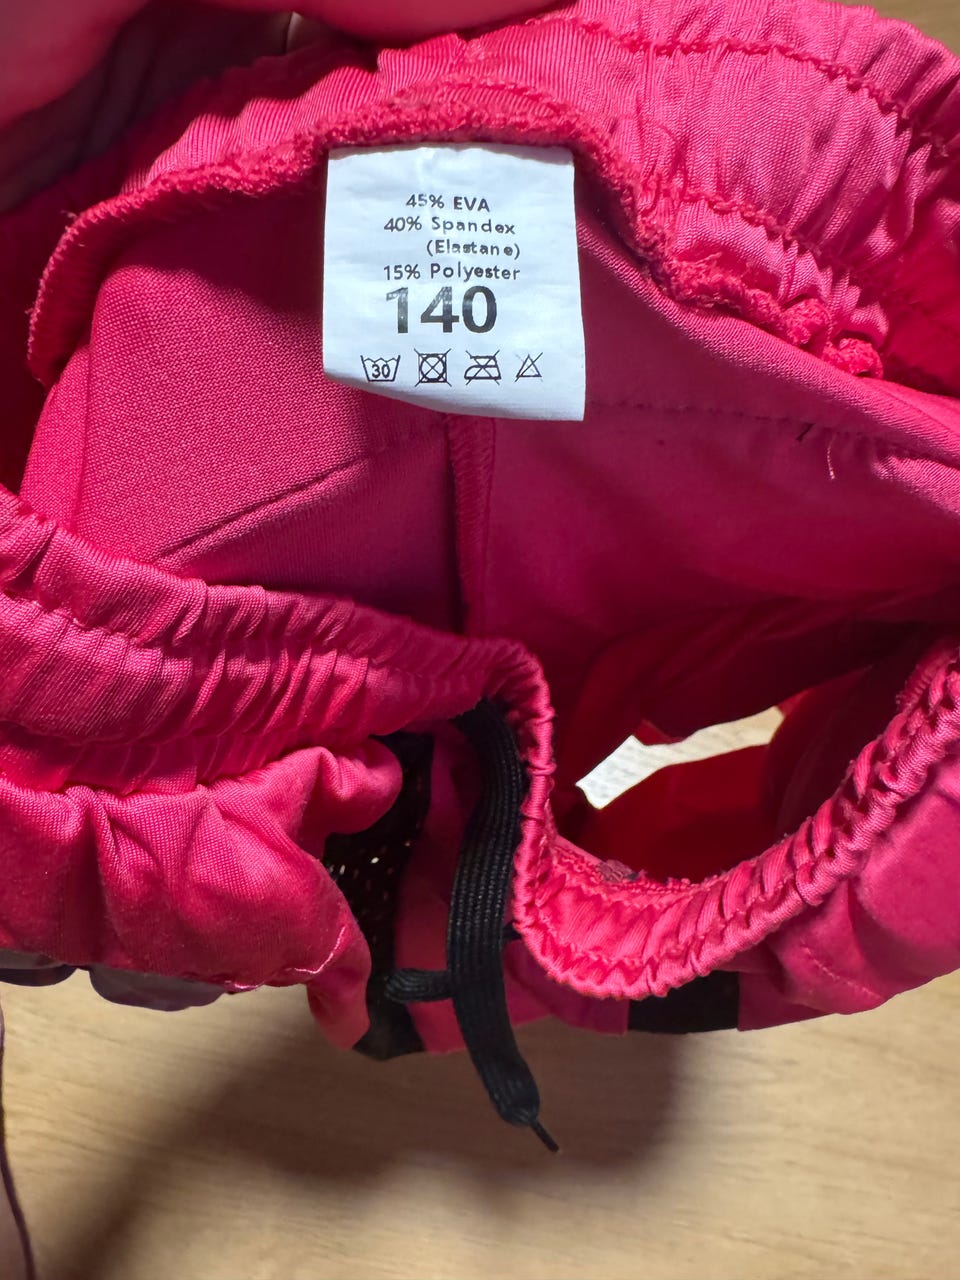 45% EVA
40% Spandex
(Elastane)
15% Polyester
140
30